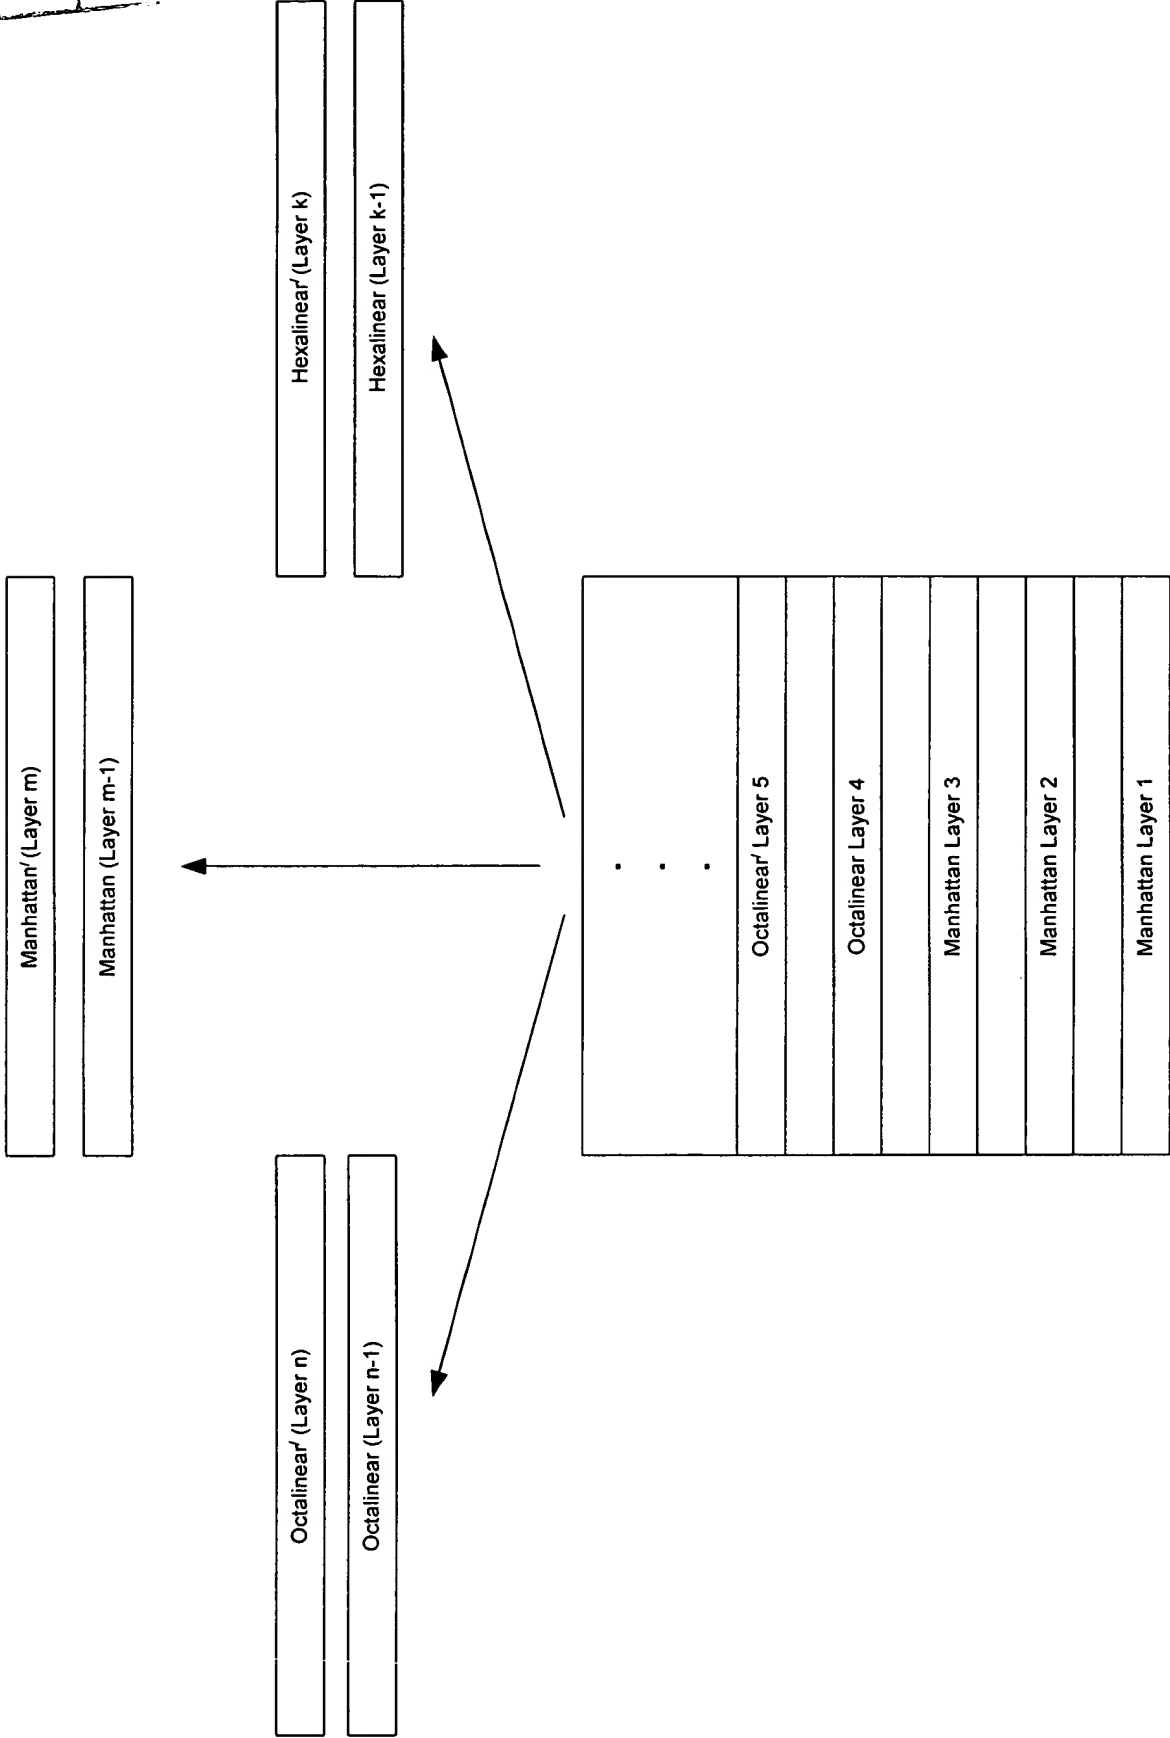 Manhattan′ (Layer m)
Manhattan (Layer m-1)
Octalinear′ (Layer n)
Octalinear (Layer n-1)
Hexalinear′ (Layer k)
Hexalinear (Layer k-1)
Octalinear′ Layer 5
Octalinear Layer 4
Manhattan Layer 3
Manhattan Layer 2
Manhattan Layer 1